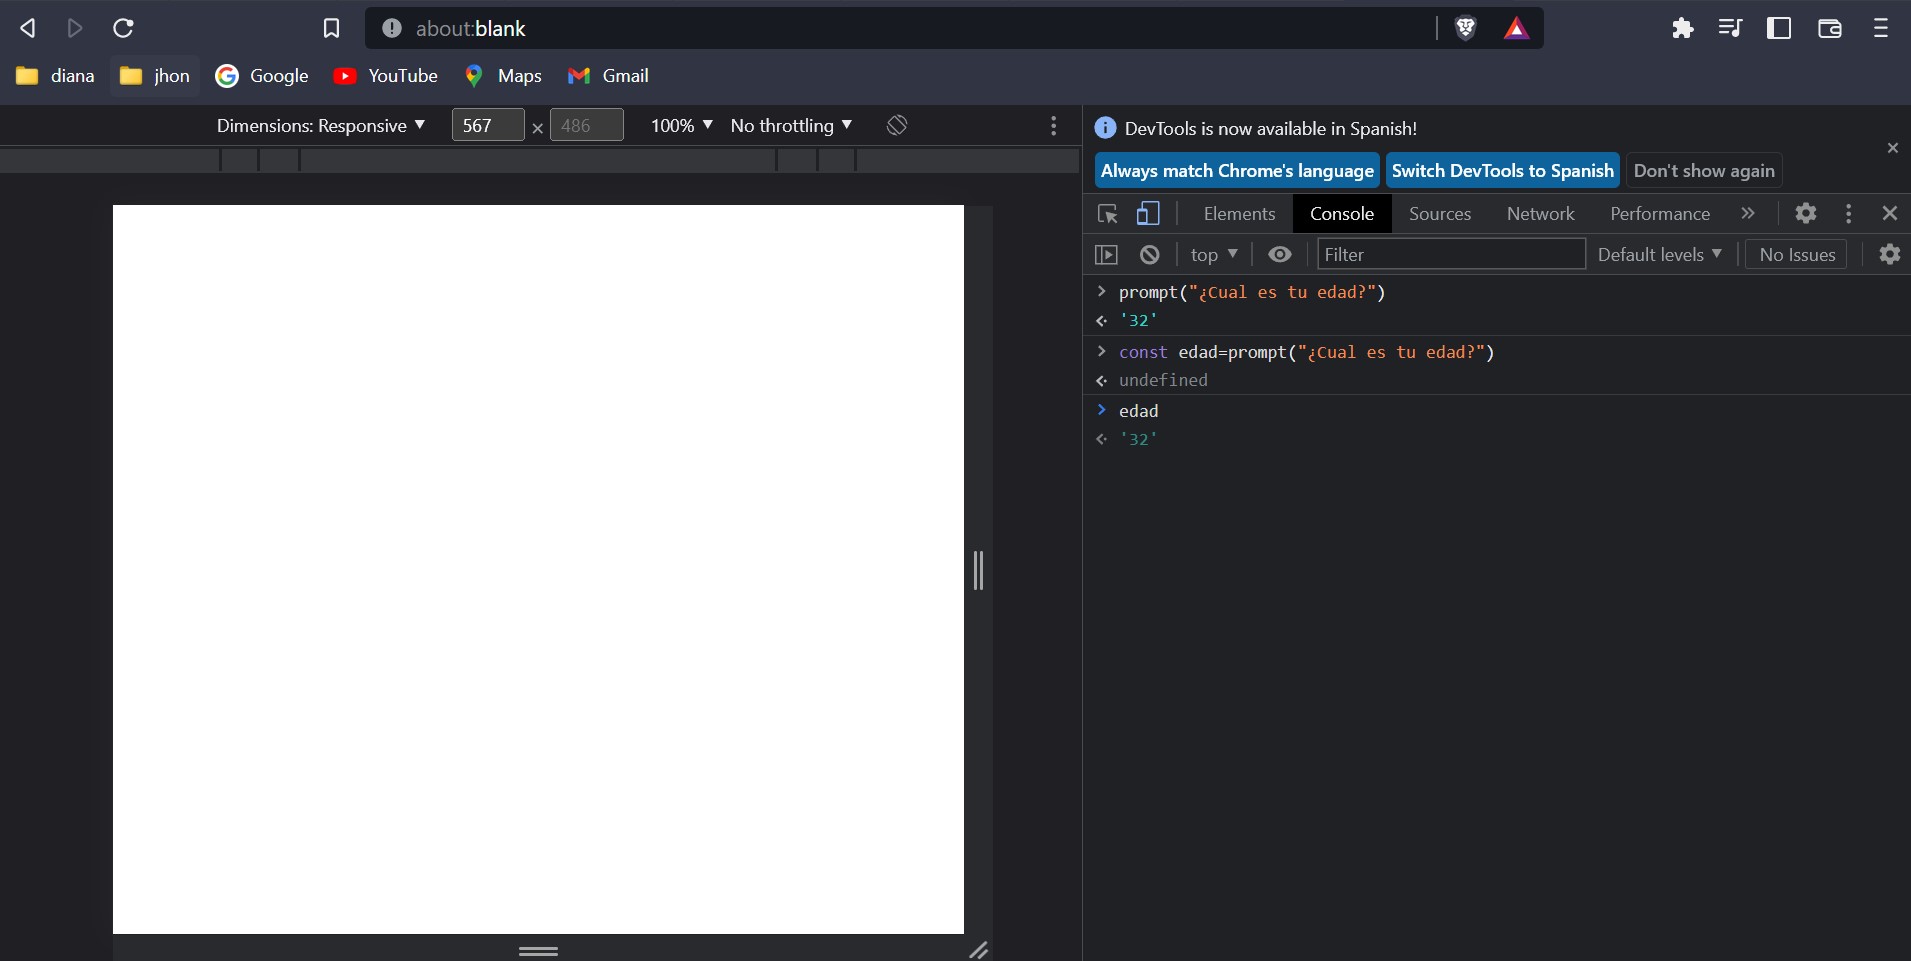 about:blank
diana jhon Google YouTube Maps Gmail
Dimensions: Responsive 567 × 486 100% No throttling
DevTools is now available in Spanish!
Always match Chrome's language Switch DevTools to Spanish Don't show again
Elements Console Sources Network Performance
top Filter Default levels No Issues
prompt("¿Cual es tu edad?")
'32'
const edad=prompt("¿Cual es tu edad?")
undefined
edad
'32'